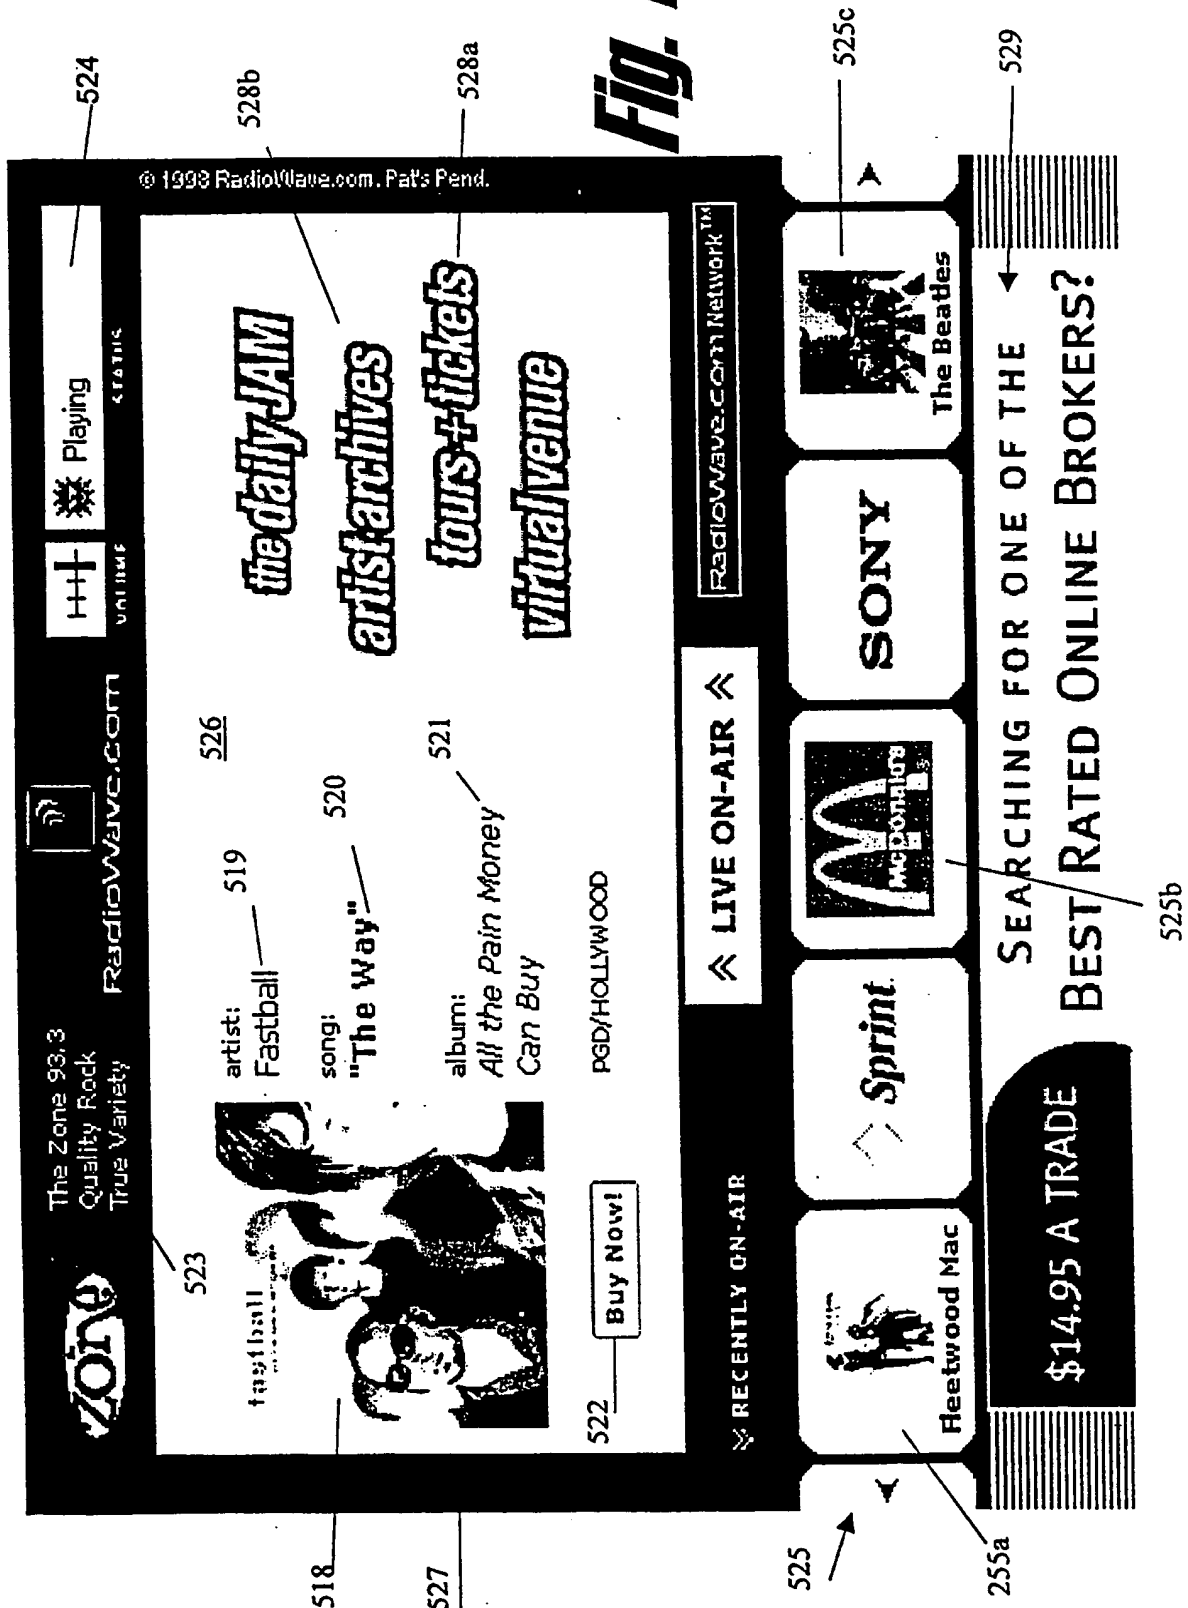 524
528b
528a
Fig.
525c
529
zone
The Zone 93.3
Quality Rock
True Variety
RadioWave.com
VOLUME
Playing
STATUS
© 1998 RadioWave.com. Pat's Pend.
523
fastball
artist:
Fastball
519
526
song:
"The Way"
520
album:
All the Pain Money
Can Buy
521
PGD/HOLLYWOOD
Buy Now!
522
the daily JAM
artist archives
tours + tickets
virtual venue
518
527
RECENTLY ON-AIR
LIVE ON-AIR
RadioWave.com Network™
525
255a
Fleetwood Mac
Sprint.
McDonald's
525b
SONY
The Beatles
$14.95 A TRADE
SEARCHING FOR ONE OF THE
BEST RATED ONLINE BROKERS?